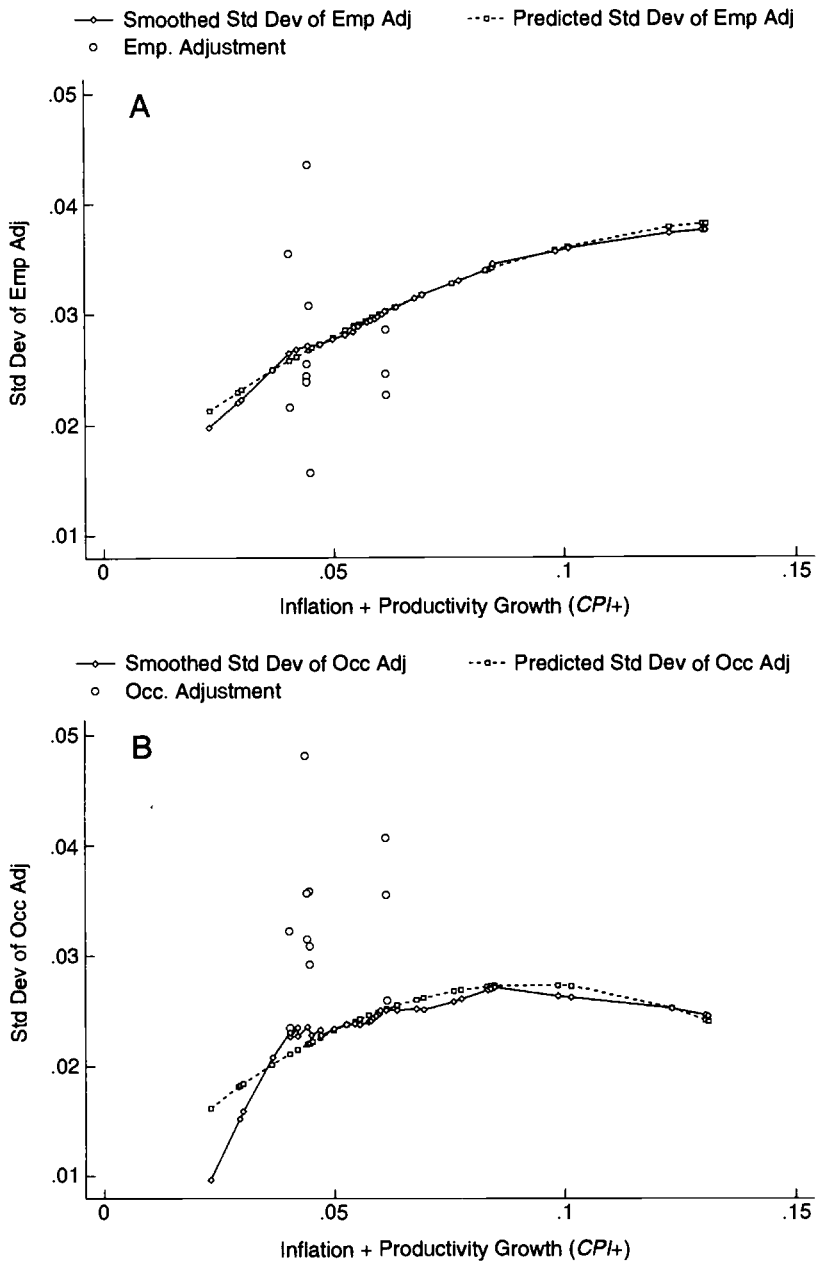 Smoothed Std Dev of Emp Adj Predicted Std Dev of Emp Adj
Emp. Adjustment
A
.05
.04
.03
.02
.01
Std Dev of Emp Adj
0 .05 .1 .15
Inflation + Productivity Growth (CPI+)
Smoothed Std Dev of Occ Adj Predicted Std Dev of Occ Adj
Occ. Adjustment
B
.05
.04
.03
.02
.01
Std Dev of Occ Adj
0 .05 .1 .15
Inflation + Productivity Growth (CPI+)